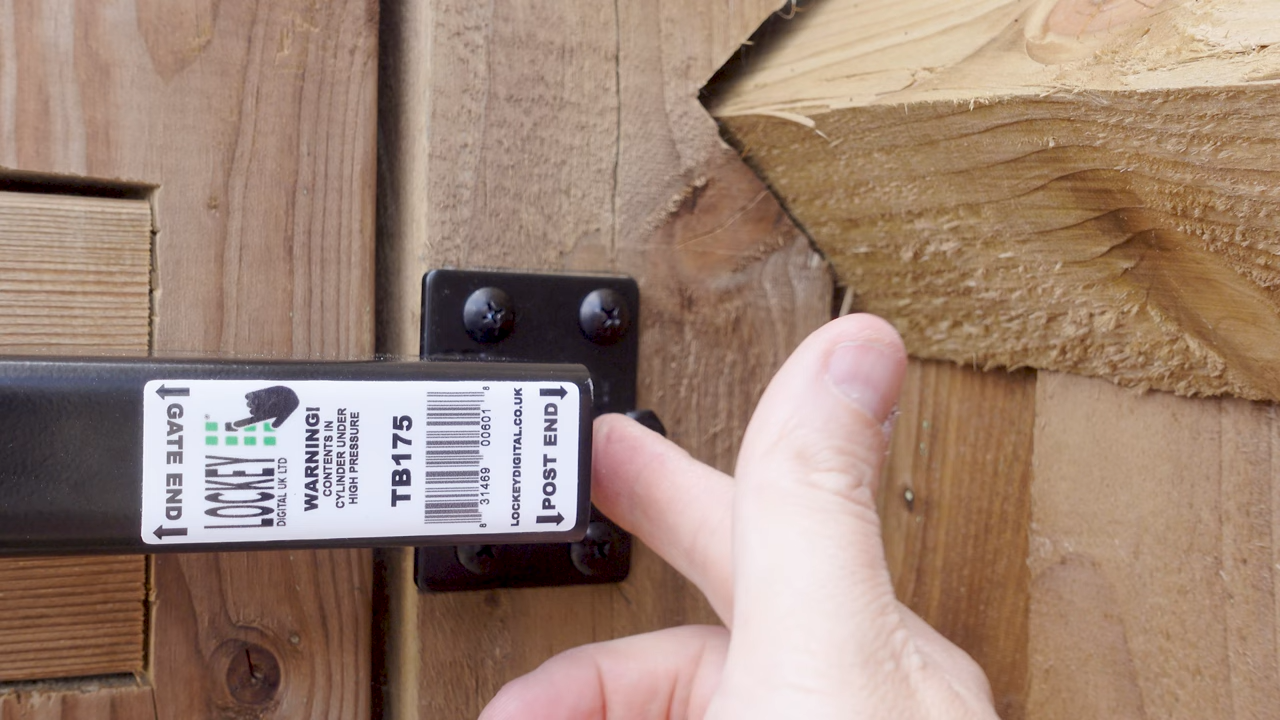 GATE END
LOCKEY
DIGITAL UK LTD
WARNING!
CONTENTS IN
CYLINDER UNDER
HIGH PRESSURE
TB175
8 31469 00601 8
LOCKEYDIGITAL.CO.UK
POST END